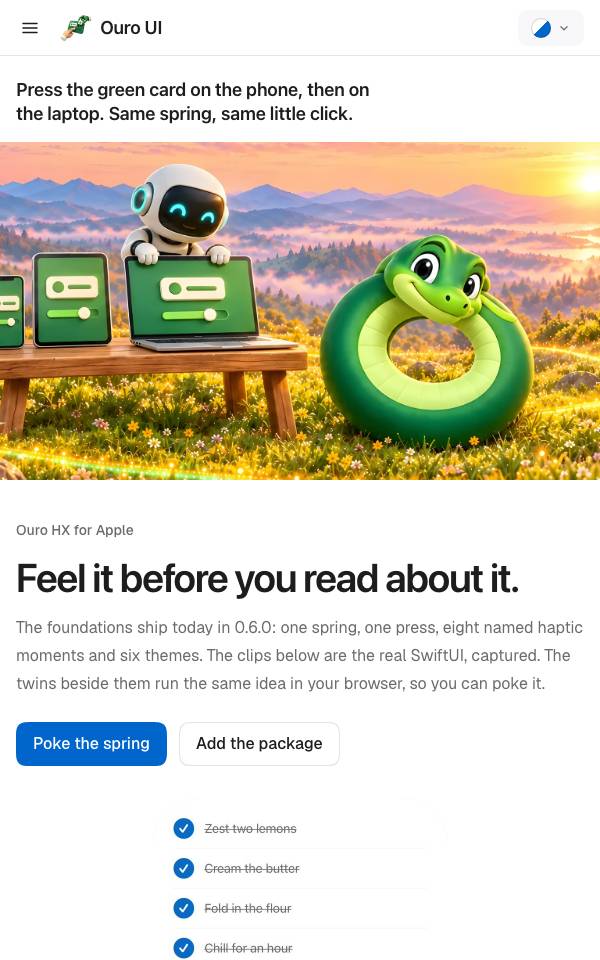 Ouro UI
Press the green card on the phone, then on
the laptop. Same spring, same little click.
Ouro HX for Apple
Feel it before you read about it.
The foundations ship today in 0.6.0: one spring, one press, eight named haptic
moments and six themes. The clips below are the real SwiftUI, captured. The
twins beside them run the same idea in your browser, so you can poke it.
Poke the spring
Add the package
Zest two lemons
Cream the butter
Fold in the flour
Chill for an hour